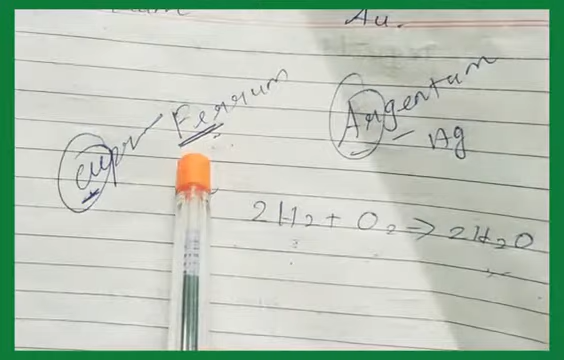 Au.
Ferrum
Argentum
Cupr
Ag
2H₂ + O₂ → 2H₂O